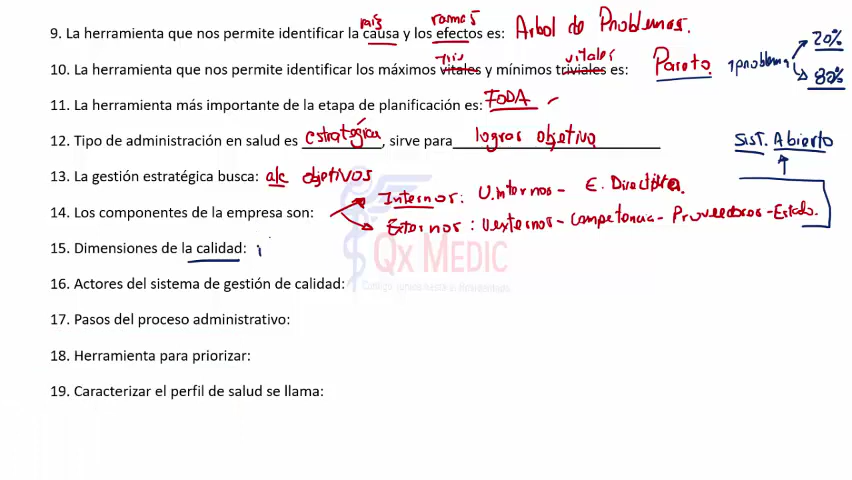 raíz ramas
9. La herramienta que nos permite identificar la causa y los efectos es: Arbol de Problemas.
triv vitales
10. La herramienta que nos permite identificar los máximos vitales y mínimos triviales es: Pareto 1 problema 20% 80%
11. La herramienta más importante de la etapa de planificación es: FODA
12. Tipo de administración en salud es estratégica, sirve para lograr objetivo
SIST. Abierto
13. La gestión estratégica busca: a/c objetivos
Internos: U.internos - E. Directiva.
14. Los componentes de la empresa son:
Externos: U.externos - Competencia - Proveedores - Estado.
15. Dimensiones de la calidad:
Qx MEDIC
16. Actores del sistema de gestión de calidad:
17. Pasos del proceso administrativo:
18. Herramienta para priorizar:
19. Caracterizar el perfil de salud se llama: